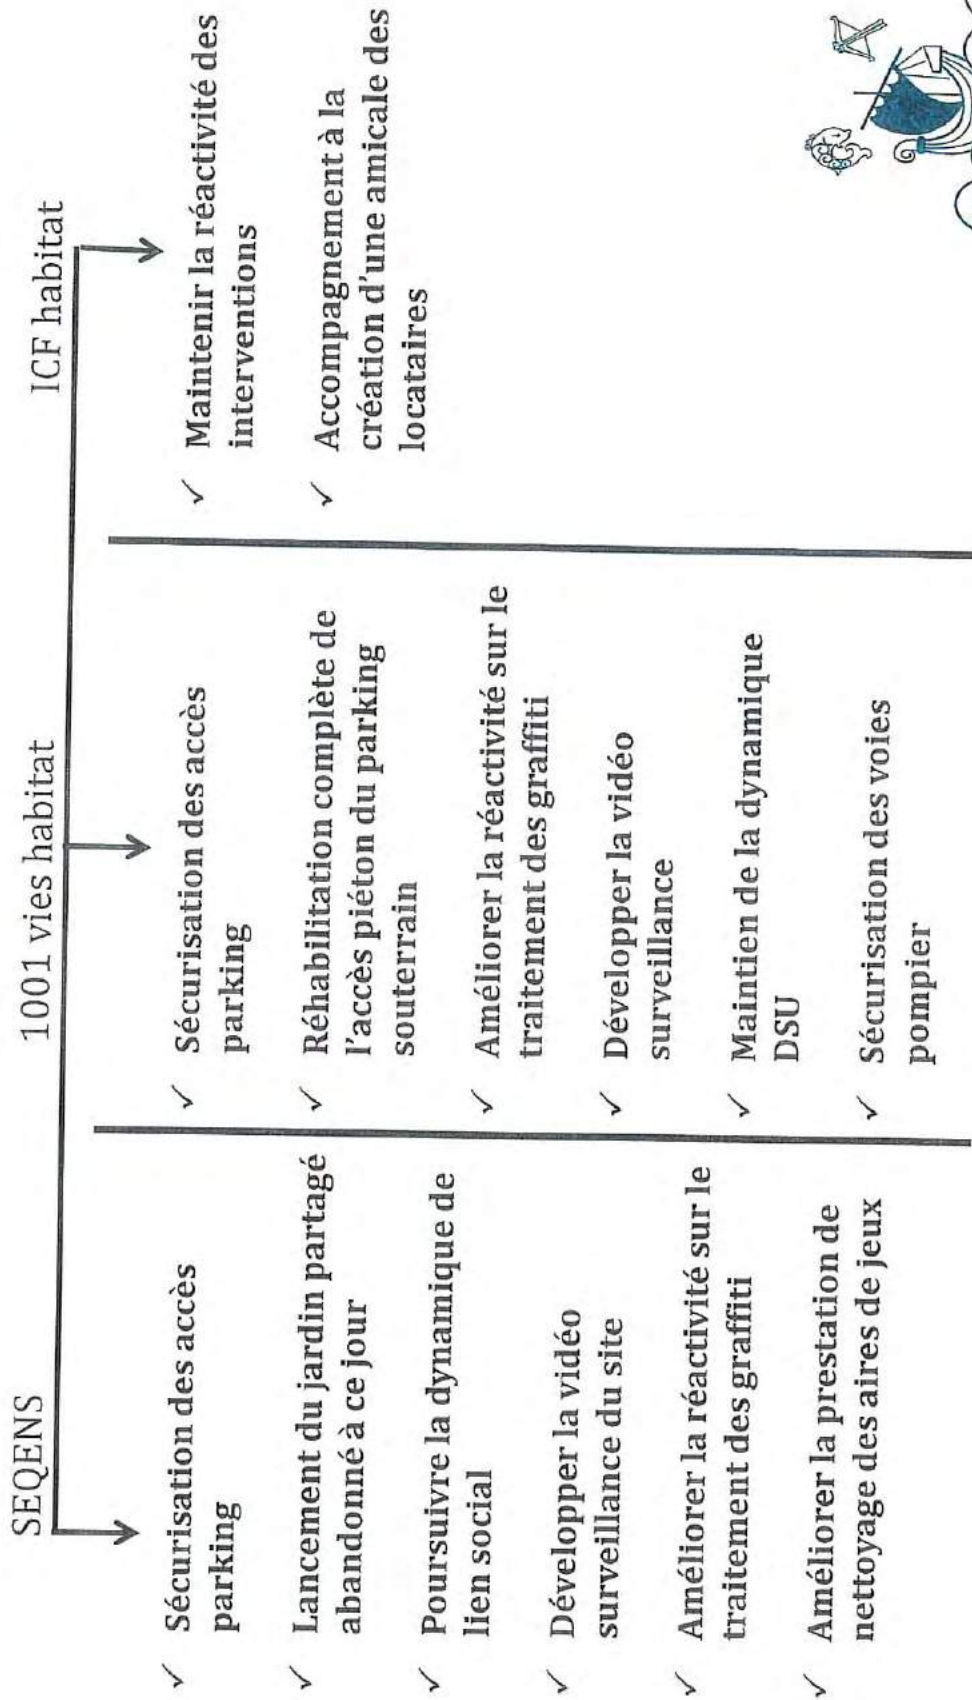 SEQENS
✓ Sécurisation des accès
parking
✓ Lancement du jardin partagé
abandonné à ce jour
✓ Poursuivre la dynamique de
lien social
✓ Développer la vidéo
surveillance du site
✓ Améliorer la réactivité sur le
traitement des graffiti
✓ Améliorer la prestation de
nettoyage des aires de jeux
1001 vies habitat
✓ Sécurisation des accès
parking
✓ Réhabilitation complète de
l'accès piéton du parking
souterrain
✓ Améliorer la réactivité sur le
traitement des graffiti
✓ Développer la vidéo
surveillance
✓ Maintien de la dynamique
DSU
✓ Sécurisation des voies
pompier
ICF habitat
✓ Maintenir la réactivité des
interventions
✓ Accompagnement à la
création d'une amicale des
locataires